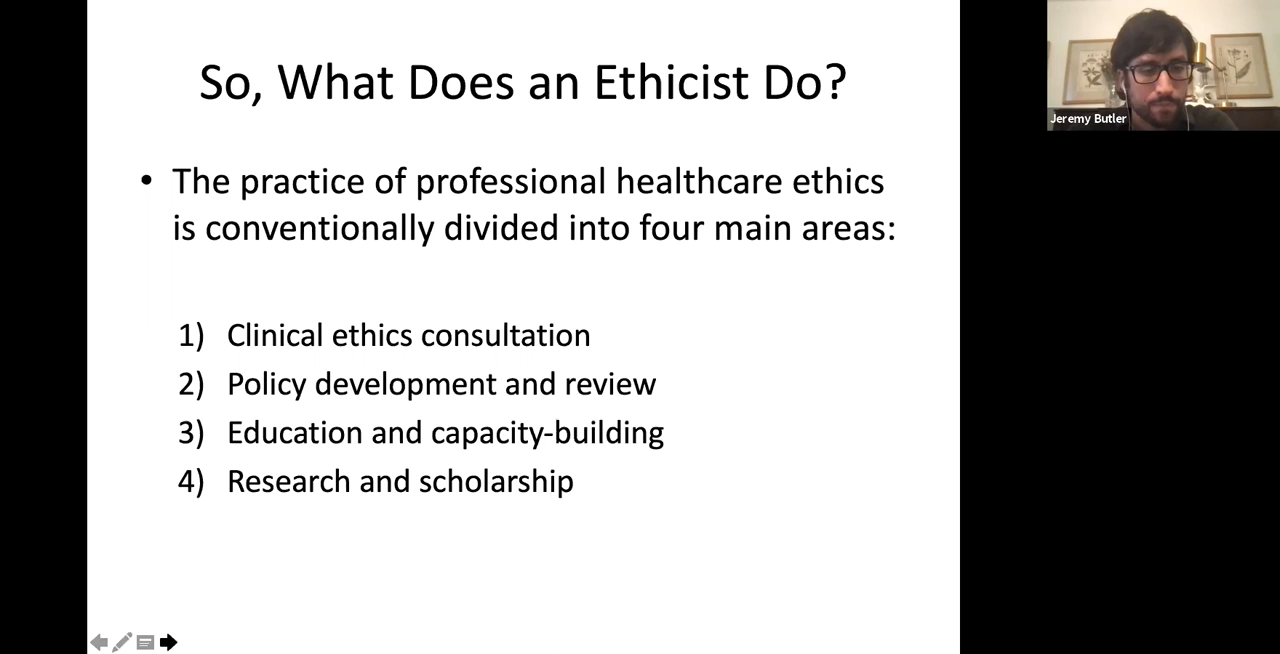 So, What Does an Ethicist Do?
• The practice of professional healthcare ethics
is conventionally divided into four main areas:
1) Clinical ethics consultation
2) Policy development and review
3) Education and capacity-building
4) Research and scholarship
Jeremy Butler